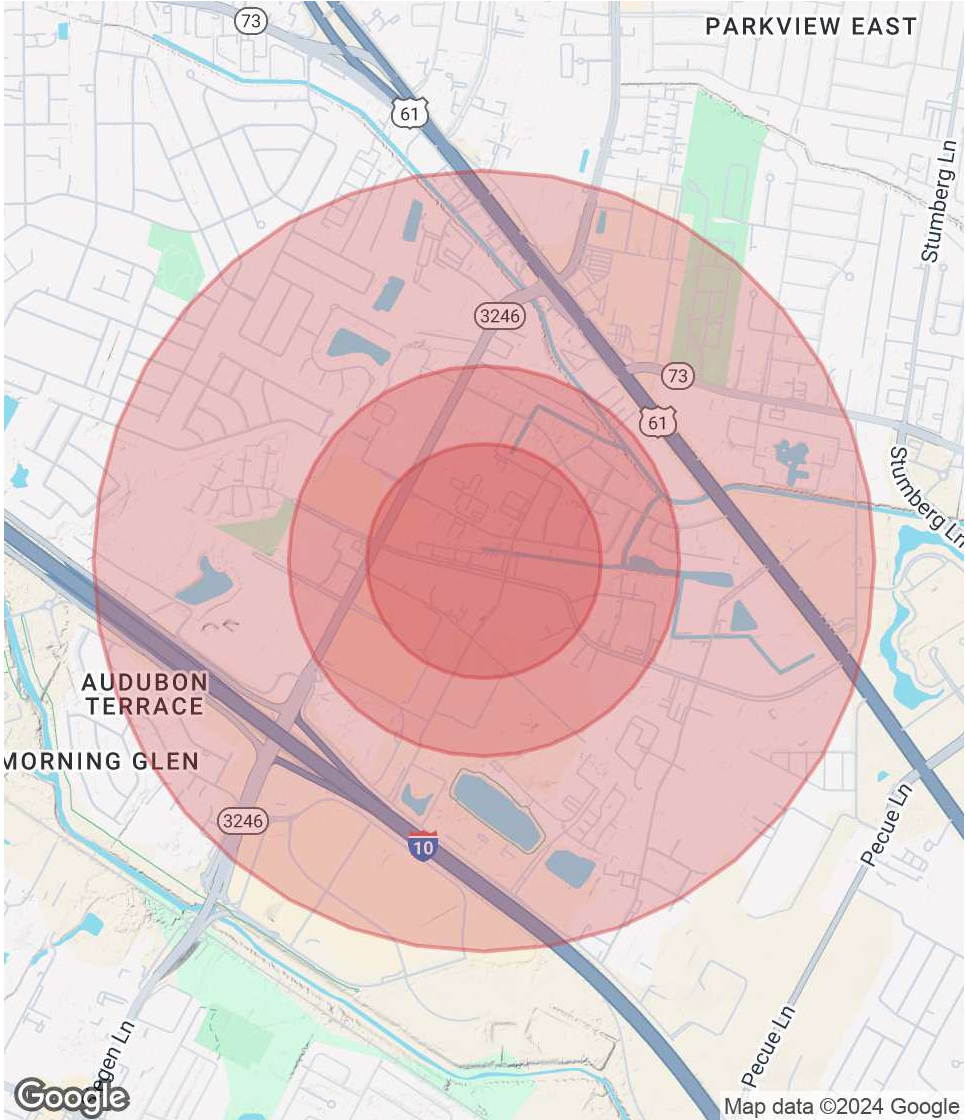 73
PARKVIEW EAST
61
Stumberg Ln
3246
73
61
Stumberg Ln
AUDUBON
TERRACE
MORNING GLEN
3246
10
Pecue Ln
Pecue Ln
Google
Map data ©2024 Google